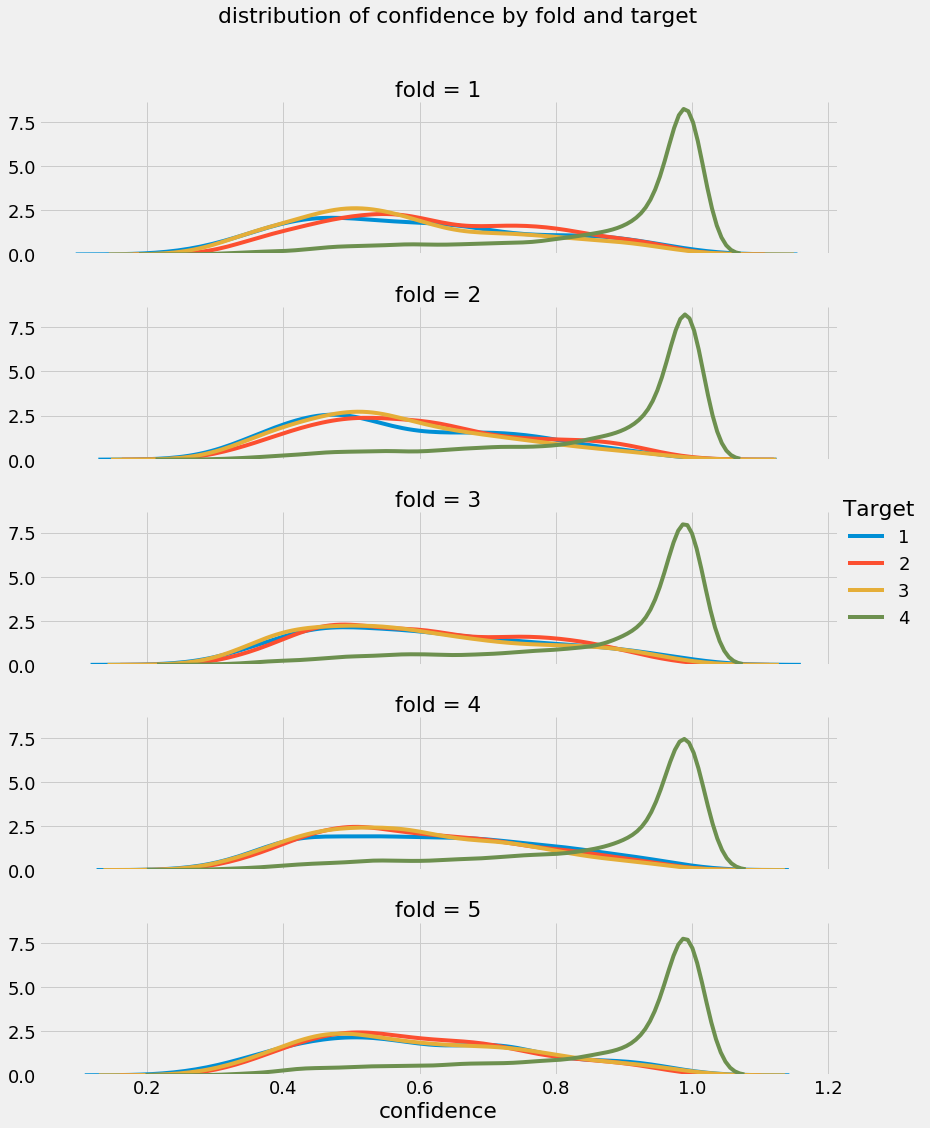 distribution of confidence by fold and target
fold = 1
7.5
5.0
2.5
0.0
fold = 2
7.5
5.0
2.5
0.0
fold = 3
7.5
5.0
2.5
0.0
Target
1
2
3
4
fold = 4
7.5
5.0
2.5
0.0
fold = 5
7.5
5.0
2.5
0.0
0.2 0.4 0.6 0.8 1.0 1.2
confidence